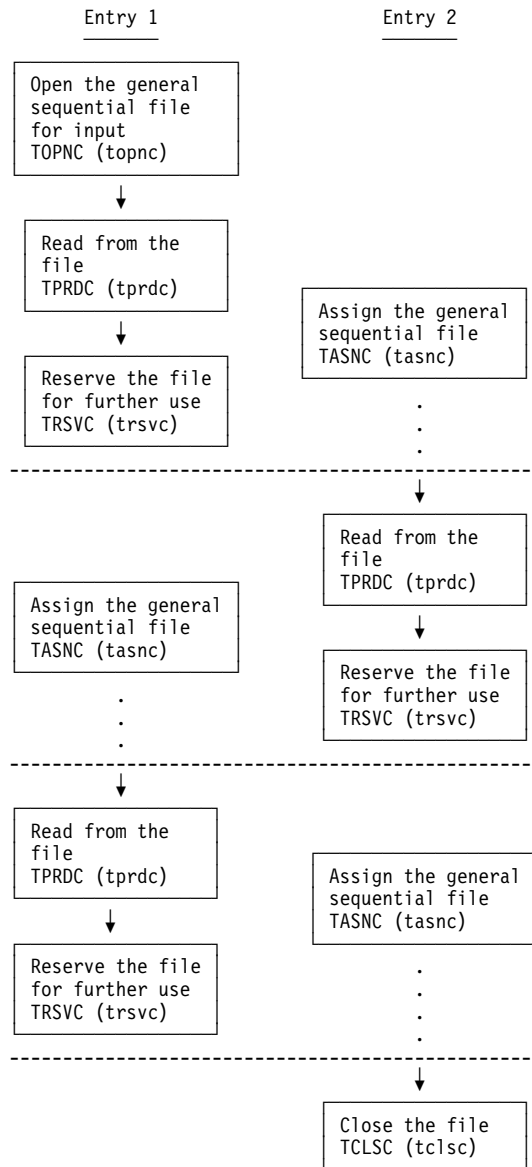 Entry 1
Entry 2
Open the general
sequential file
for input
TOPNC (topnc)
Read from the
file
TPRDC (tprdc)
Assign the general
sequential file
TASNC (tasnc)
Reserve the file
for further use
TRSVC (trsvc)
Read from the
file
TPRDC (tprdc)
Assign the general
sequential file
TASNC (tasnc)
Reserve the file
for further use
TRSVC (trsvc)
Read from the
file
TPRDC (tprdc)
Assign the general
sequential file
TASNC (tasnc)
Reserve the file
for further use
TRSVC (trsvc)
Close the file
TCLSC (tclsc)